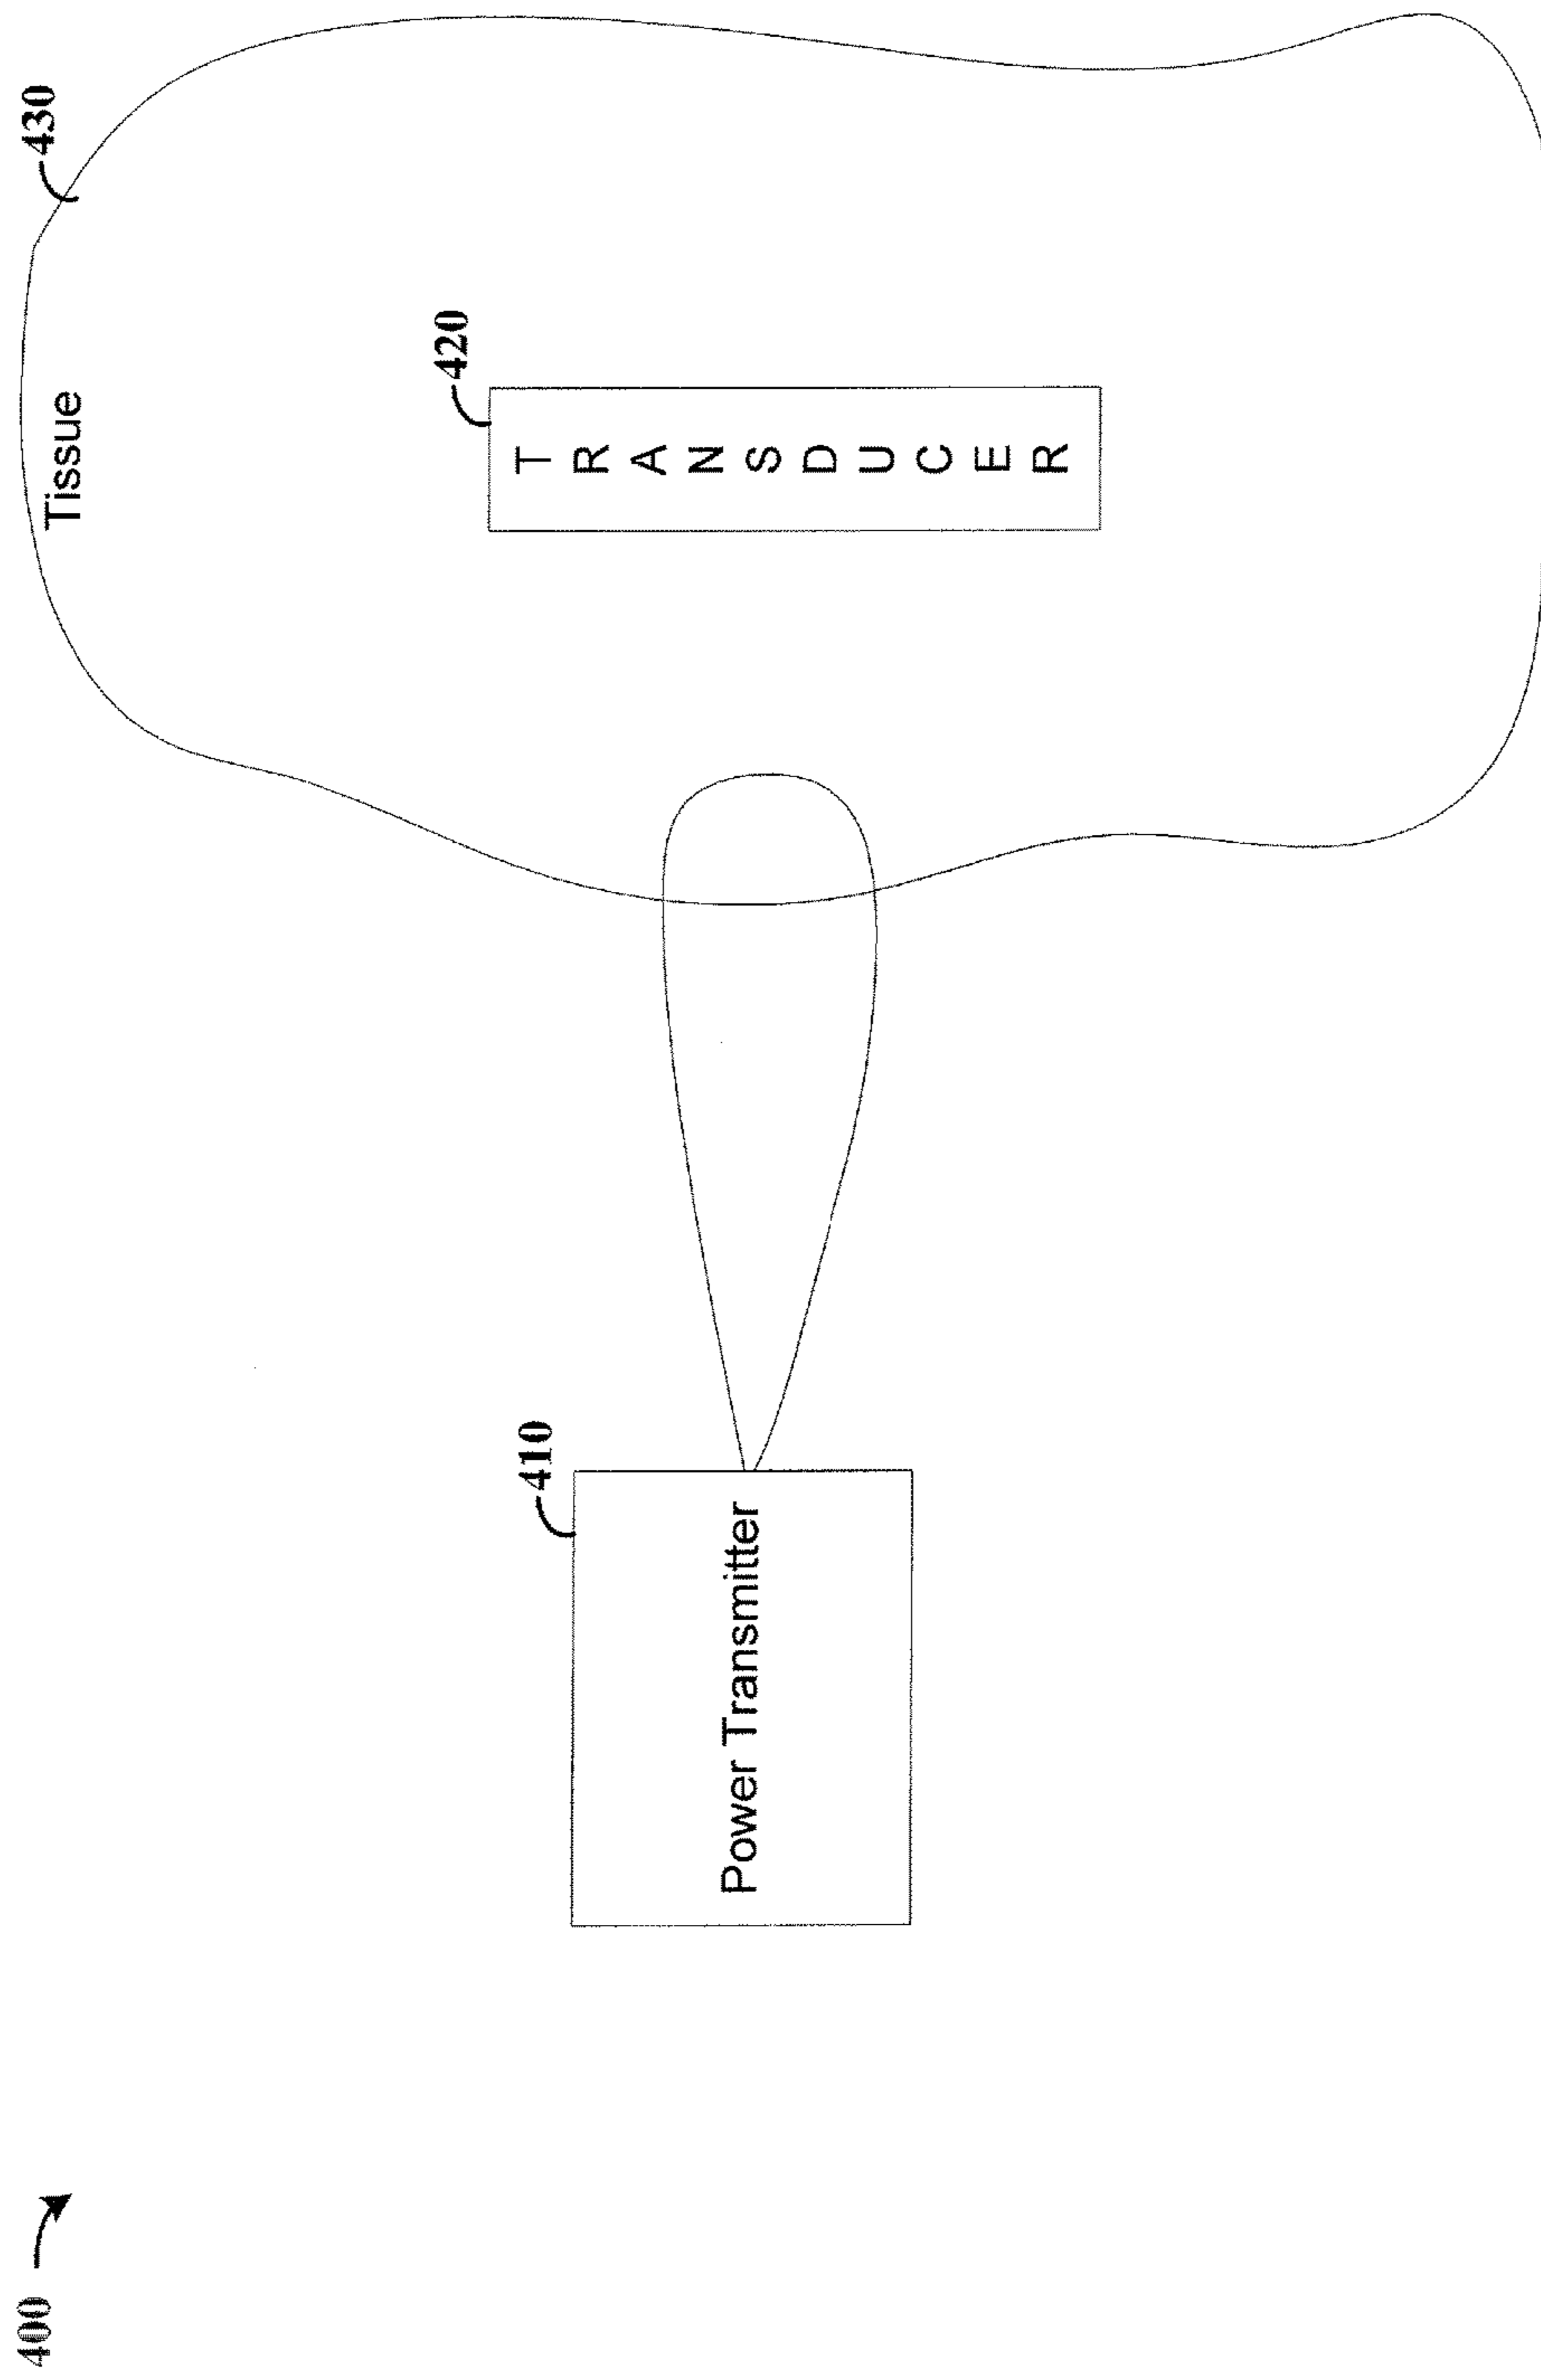 400
410
Power Transmitter
420
TRANSDUCER
Tissue
430